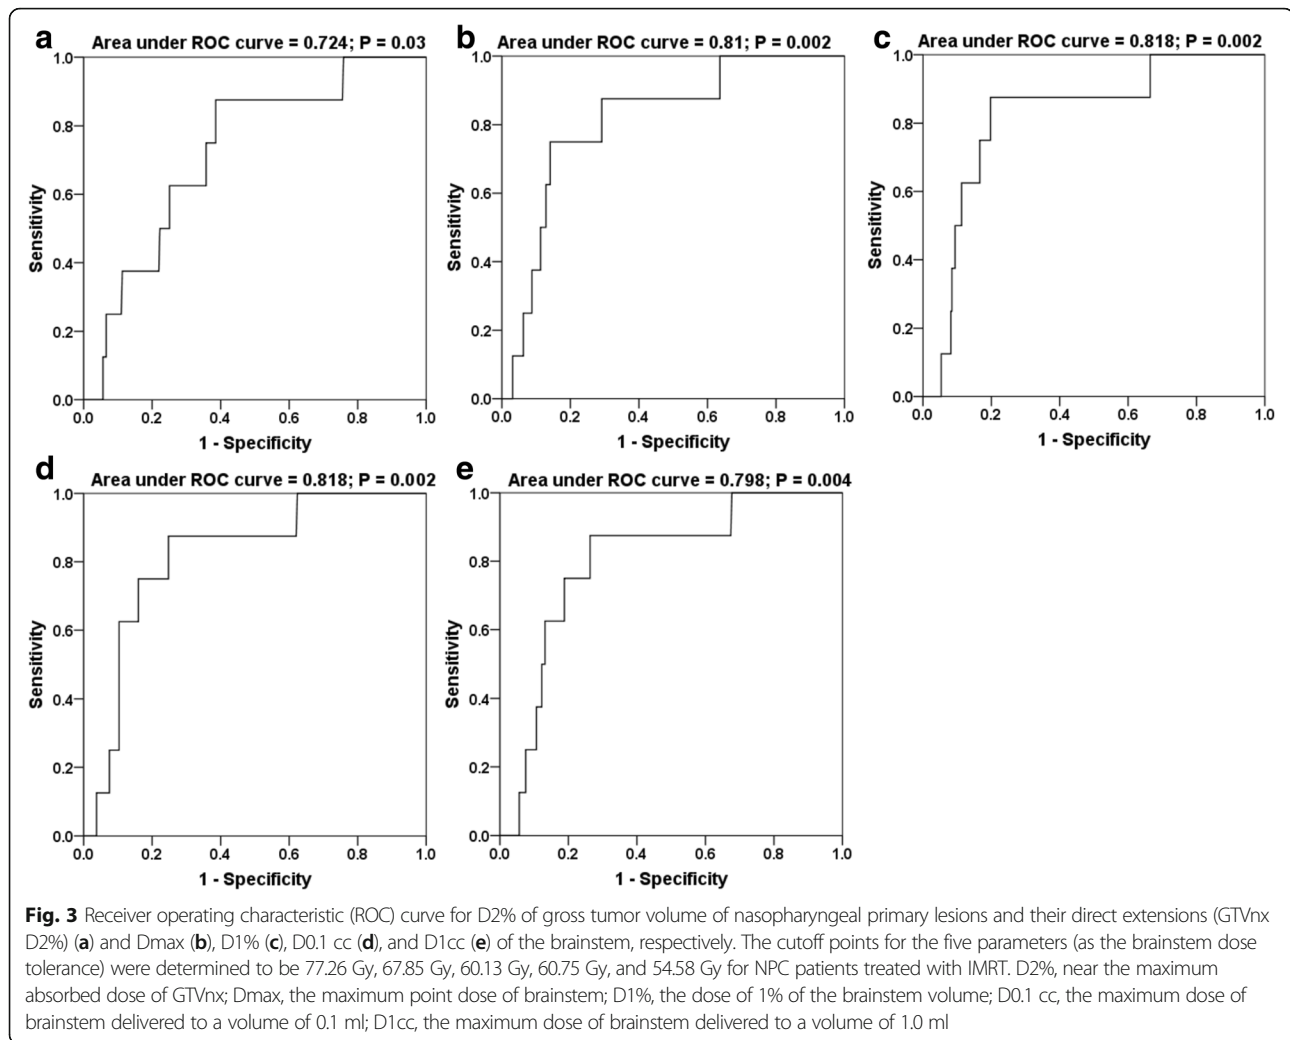 a
Area under ROC curve = 0.724; P = 0.03
1.0
0.8
0.6
0.4
0.2
0.0
Sensitivity
0.0 0.2 0.4 0.6 0.8 1.0
1 - Specificity
b
Area under ROC curve = 0.81; P = 0.002
1.0
0.8
0.6
0.4
0.2
0.0
Sensitivity
0.0 0.2 0.4 0.6 0.8 1.0
1 - Specificity
c
Area under ROC curve = 0.818; P = 0.002
1.0
0.8
0.6
0.4
0.2
0.0
Sensitivity
0.0 0.2 0.4 0.6 0.8 1.0
1 - Specificity
d
Area under ROC curve = 0.818; P = 0.002
1.0
0.8
0.6
0.4
0.2
0.0
Sensitivity
0.0 0.2 0.4 0.6 0.8 1.0
1 - Specificity
e
Area under ROC curve = 0.798; P = 0.004
1.0
0.8
0.6
0.4
0.2
0.0
Sensitivity
0.0 0.2 0.4 0.6 0.8 1.0
1 - Specificity
Fig. 3 Receiver operating characteristic (ROC) curve for D2% of gross tumor volume of nasopharyngeal primary lesions and their direct extensions (GTVnx
D2%) (a) and Dmax (b), D1% (c), D0.1 cc (d), and D1cc (e) of the brainstem, respectively. The cutoff points for the five parameters (as the brainstem dose
tolerance) were determined to be 77.26 Gy, 67.85 Gy, 60.13 Gy, 60.75 Gy, and 54.58 Gy for NPC patients treated with IMRT. D2%, near the maximum
absorbed dose of GTVnx; Dmax, the maximum point dose of brainstem; D1%, the dose of 1% of the brainstem volume; D0.1 cc, the maximum dose of
brainstem delivered to a volume of 0.1 ml; D1cc, the maximum dose of brainstem delivered to a volume of 1.0 ml